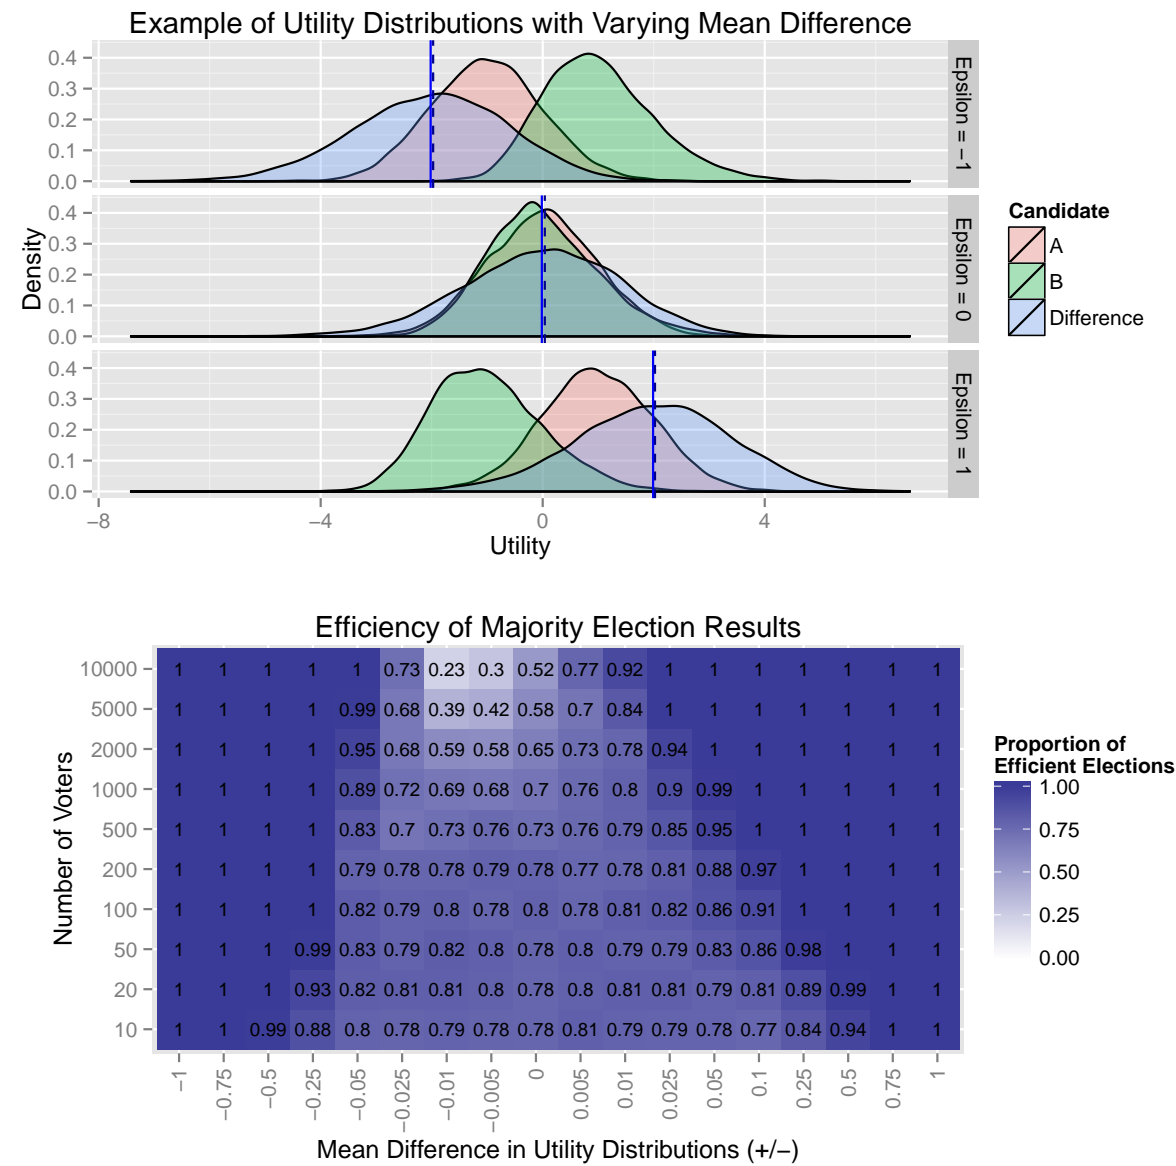 Example of Utility Distributions with Varying Mean Difference
0.4
0.3
0.2
0.1
0.0
Epsilon = −1
0.4
0.3
0.2
0.1
0.0
Epsilon = 0
0.4
0.3
0.2
0.1
0.0
Epsilon = 1
Density
−8 −4 0 4
Utility
Candidate
A
B
Difference
Efficiency of Majority Election Results
10000 1 1 1 1 1 0.73 0.23 0.3 0.52 0.77 0.92 1 1 1 1 1 1 1
5000 1 1 1 1 0.99 0.68 0.39 0.42 0.58 0.7 0.84 1 1 1 1 1 1 1
2000 1 1 1 1 0.95 0.68 0.59 0.58 0.65 0.73 0.78 0.94 1 1 1 1 1 1
1000 1 1 1 1 0.89 0.72 0.69 0.68 0.7 0.76 0.8 0.9 0.99 1 1 1 1 1
500 1 1 1 1 0.83 0.7 0.73 0.76 0.73 0.76 0.79 0.85 0.95 1 1 1 1 1
200 1 1 1 1 0.79 0.78 0.78 0.79 0.78 0.77 0.78 0.81 0.88 0.97 1 1 1 1
100 1 1 1 1 0.82 0.79 0.8 0.78 0.8 0.78 0.81 0.82 0.86 0.91 1 1 1 1
50 1 1 1 0.99 0.83 0.79 0.82 0.8 0.78 0.8 0.79 0.79 0.83 0.86 0.98 1 1 1
20 1 1 1 0.93 0.82 0.81 0.81 0.8 0.78 0.8 0.81 0.81 0.79 0.81 0.89 0.99 1 1
10 1 1 0.99 0.88 0.8 0.78 0.79 0.78 0.78 0.81 0.79 0.79 0.78 0.77 0.84 0.94 1 1
Number of Voters
−1 −0.75 −0.5 −0.25 −0.05 −0.025 −0.01 −0.005 0 0.005 0.01 0.025 0.05 0.1 0.25 0.5 0.75 1
Mean Difference in Utility Distributions (+/−)
Proportion of
Efficient Elections
1.00
0.75
0.50
0.25
0.00